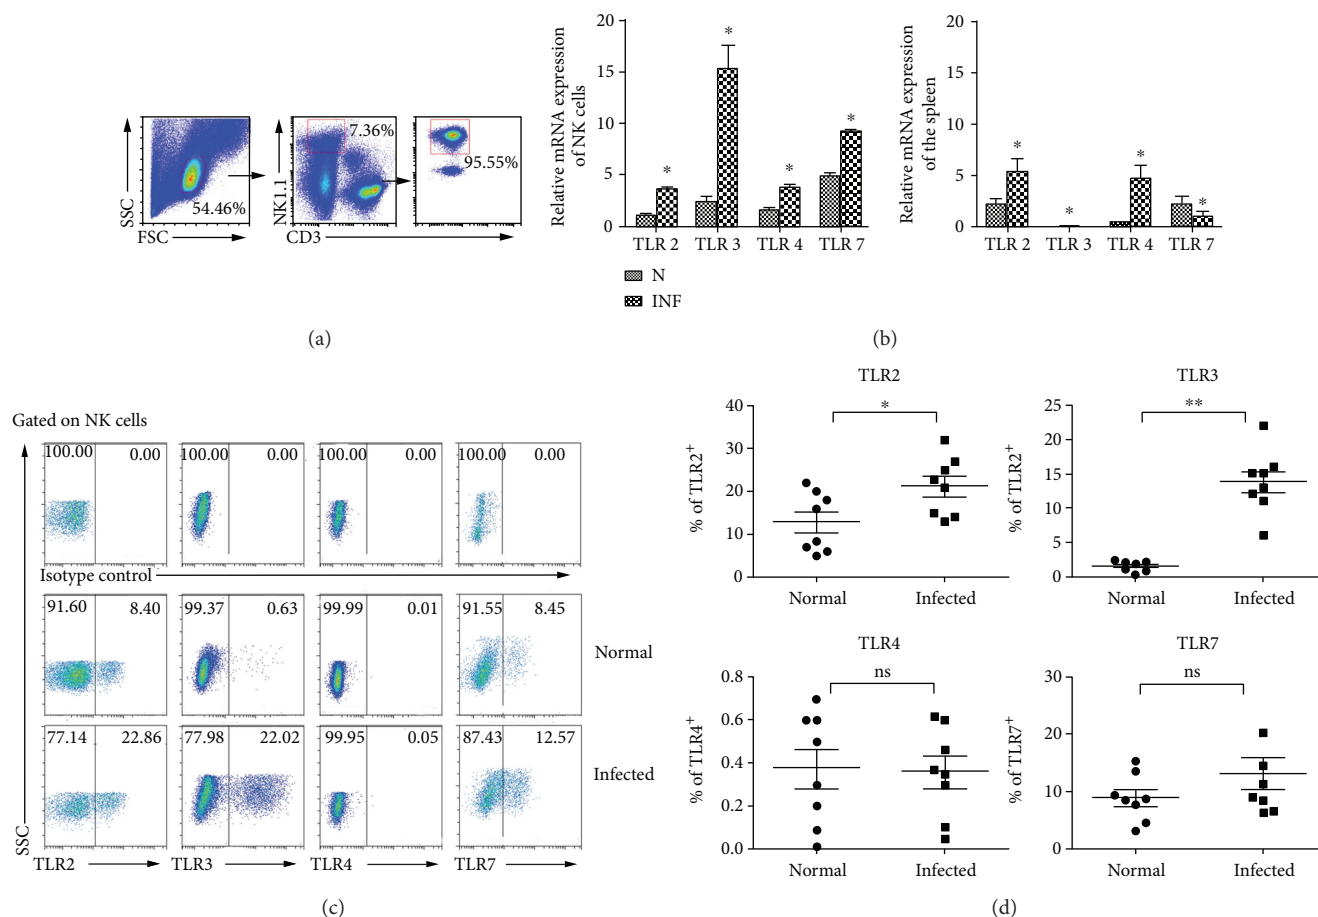 SSC
FSC
54.46%
NK1.1
CD3
7.36%
95.55%
(a)
Relative mRNA expression
of NK cells
20
15
10
5
0
* * * *
TLR 2 TLR 3 TLR 4 TLR 7
N
INF
Relative mRNA expression
of the spleen
20
15
10
5
0
* * * *
TLR 2 TLR 3 TLR 4 TLR 7
(b)
Gated on NK cells
100.00 0.00 100.00 0.00 100.00 0.00 100.00 0.00
Isotype control
91.60 8.40 99.37 0.63 99.99 0.01 91.55 8.45
Normal
77.14 22.86 77.98 22.02 99.95 0.05 87.43 12.57
Infected
SSC
TLR2 TLR3 TLR4 TLR7
(c)
TLR2
% of TLR2+
40
30
20
10
0
*
Normal Infected
TLR3
% of TLR2+
25
20
15
10
5
0
**
Normal Infected
TLR4
% of TLR4+
0.8
0.6
0.4
0.2
0.0
ns
Normal Infected
TLR7
% of TLR7+
30
20
10
0
ns
Normal Infected
(d)